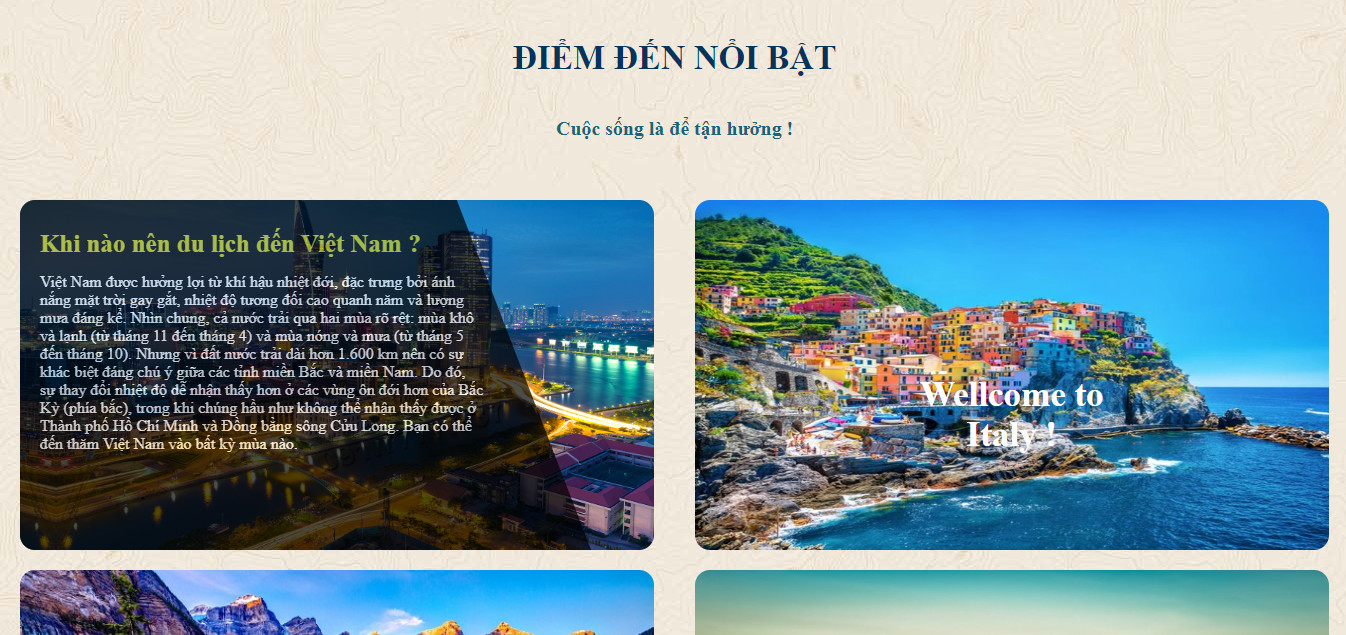 ĐIỂM ĐẾN NỔI BẬT
Cuộc sống là để tận hưởng !
Khi nào nên du lịch đến Việt Nam ?
Việt Nam được hưởng lợi từ khí hậu nhiệt đới, đặc trưng bởi ánh
nắng mặt trời gay gắt, nhiệt độ tương đối cao quanh năm và lượng
mưa đáng kể. Nhìn chung, cả nước trải qua hai mùa rõ rệt: mùa khô
và lạnh (từ tháng 11 đến tháng 4) và mùa nóng và mưa (từ tháng 5
đến tháng 10). Nhưng vì đất nước trải dài hơn 1.600 km nên có sự
khác biệt đáng chú ý giữa các tỉnh miền Bắc và miền Nam. Do đó,
sự thay đổi nhiệt độ dễ nhận thấy hơn ở các vùng ôn đới hơn của Bắc
Kỳ (phía bắc), trong khi chúng hầu như không thể nhận thấy được ở
Thành phố Hồ Chí Minh và Đồng bằng sông Cửu Long. Bạn có thể
đến thăm Việt Nam vào bất kỳ mùa nào.
Wellcome to
Italy !